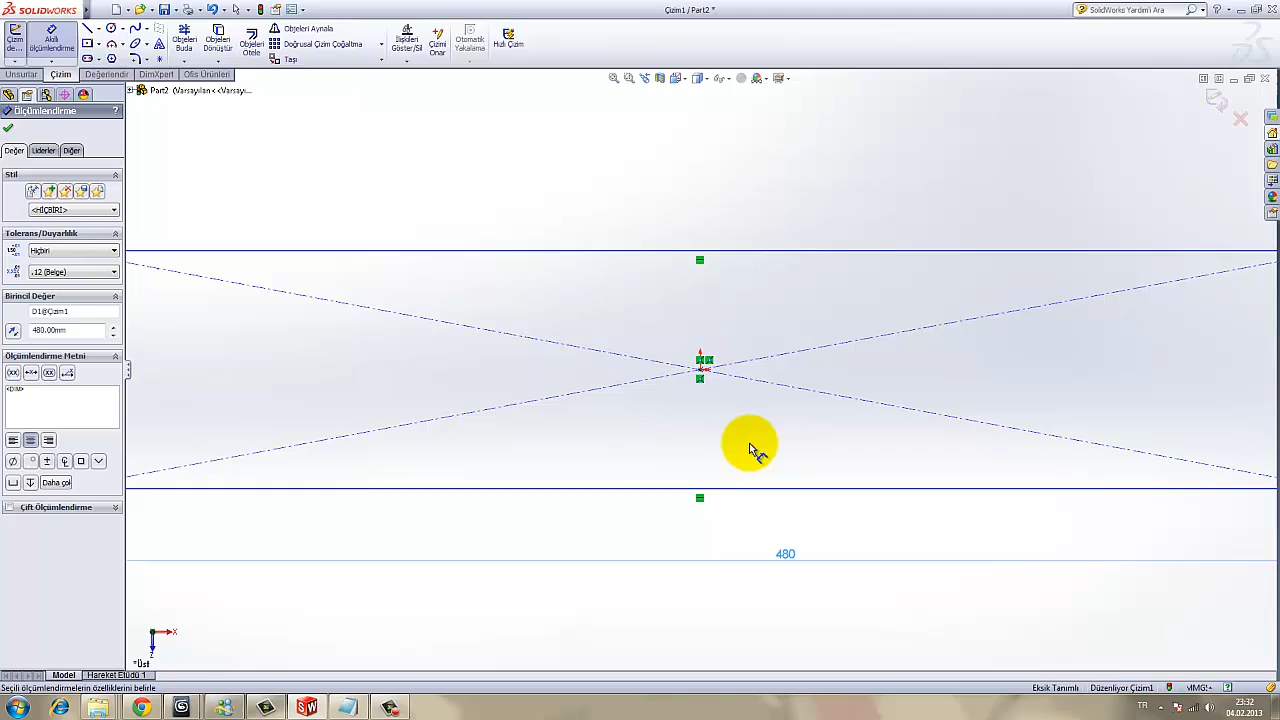 SOLIDWORKS
Çizim1 / Part2 *
SolidWorks Yardım'ı Ara
Çizim
de...
Akıllı
ölçümlendirme
Objeleri
Buda
Objeleri
Dönüştür
Objeleri
Otele
Objeleri Aynala
Doğrusal Çizim Çoğaltma
Taşı
İlişkileri
Göster/Sil
Çizimi
Onar
Otomatik
Yakalama
Hızlı Çizim
Unsurlar
Çizim
Değerlendir
DimXpert
Ofis Ürünleri
Part2 (Varsayılan<<Varsayı...
Ölçümlendirme
?
Değer
Liderler
Diğer
Stil
<HİÇBİRİ>
Tolerans/Duyarlılık
Hiçbiri
.12 (Belge)
Birincil Değer
D1@Çizim1
480.00mm
Ölçümlendirme Metni
<DIM>
Daha çok
Çift Ölçümlendirme
480
X
Z
*Üst
Model
Hareket Etüdü 1
Seçili ölçümlendirmelerin özelliklerini belirle
Eksik Tanımlı
Düzenliyor Çizim1
TR
23:32
04.02.2013